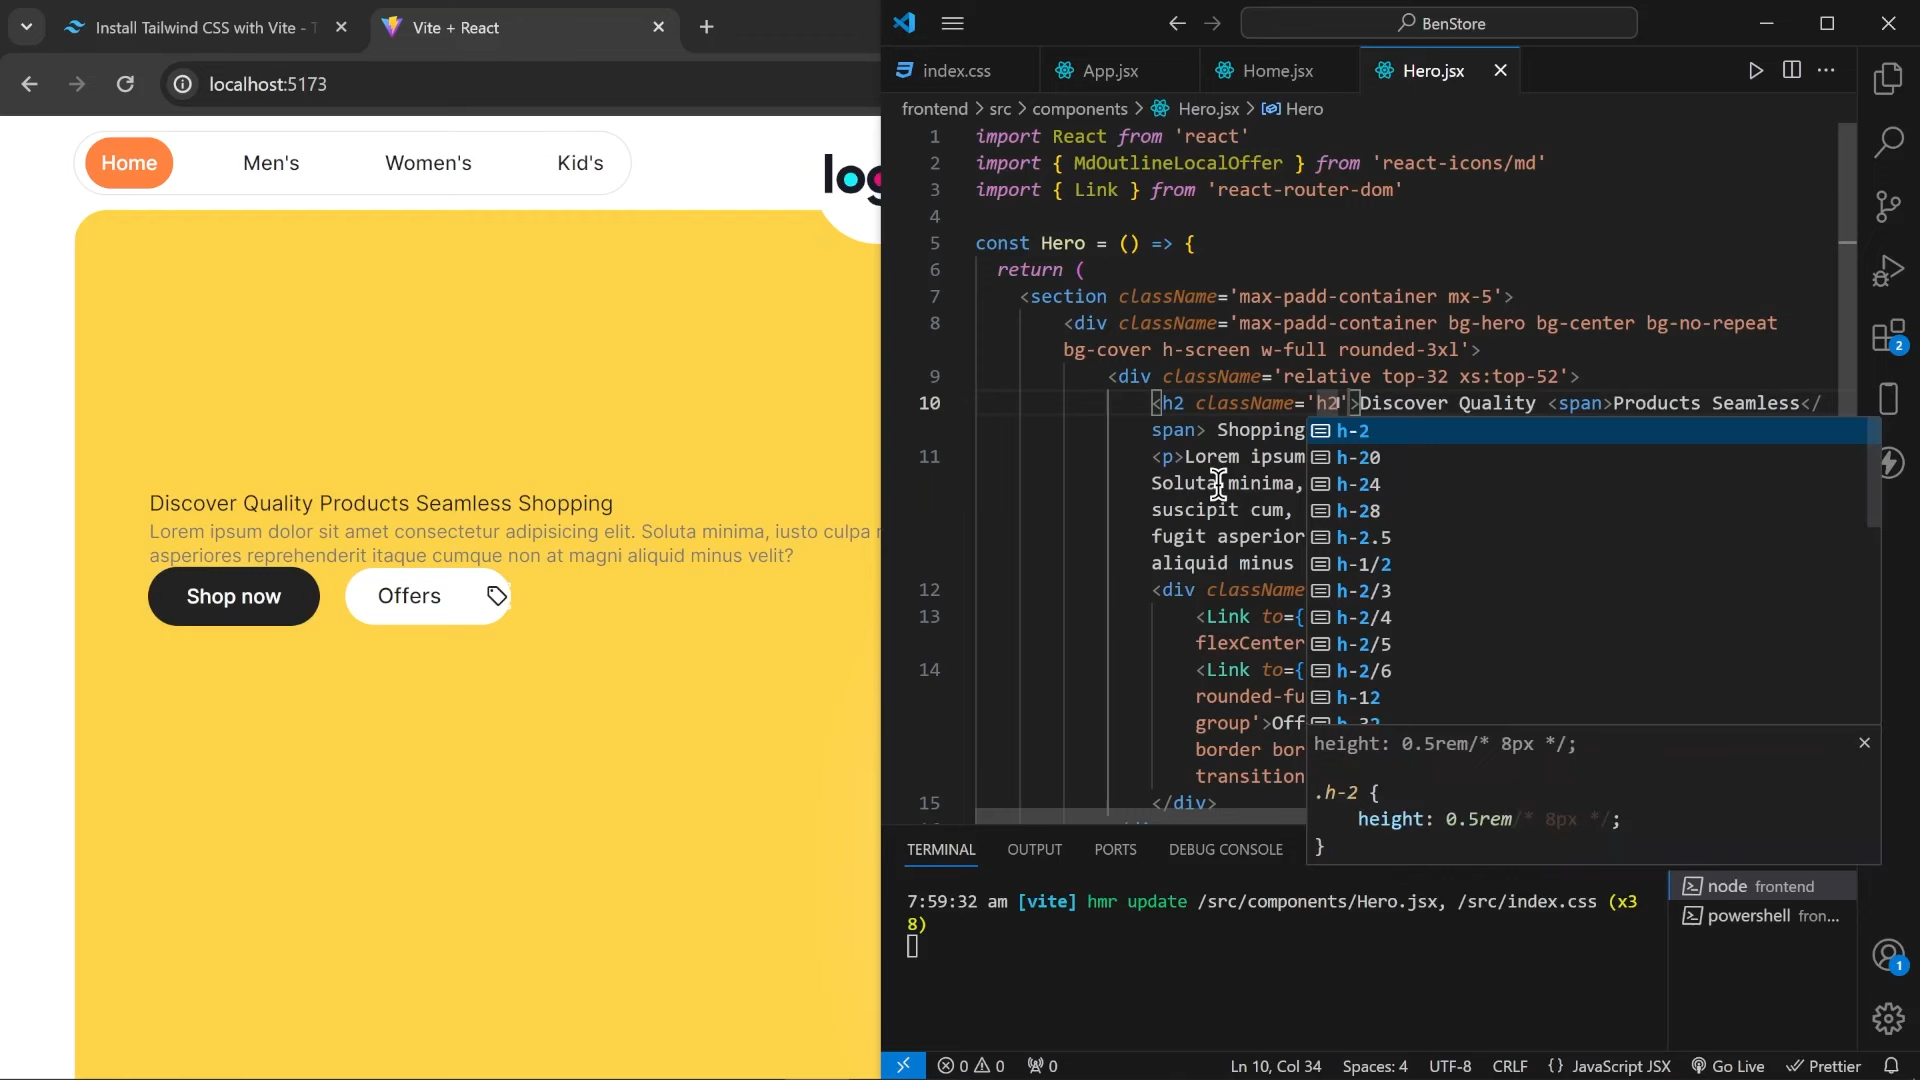 Install Tailwind CSS with Vite - T
Vite + React
localhost:5173
Home
Men's
Women's
Kid's
Discover Quality Products Seamless Shopping
Lorem ipsum dolor sit amet consectetur adipisicing elit. Soluta minima, iusto culpa
asperiores reprehenderit itaque cumque non at magni aliquid minus velit?
Shop now
Offers
BenStore
index.css
App.jsx
Home.jsx
Hero.jsx
frontend > src > components > Hero.jsx > Hero
1 import React from 'react'
2 import { MdOutlineLocalOffer } from 'react-icons/md'
3 import { Link } from 'react-router-dom'
4
5 const Hero = () => {
6 return (
7 <section className='max-padd-container mx-5'>
8 <div className='max-padd-container bg-hero bg-center bg-no-repeat
bg-cover h-screen w-full rounded-3xl'>
9 <div className='relative top-32 xs:top-52'>
10 <h2 className='h2'>Discover Quality <span>Products Seamless</
span> Shopping
11 <p>Lorem ipsum
Soluta minima,
suscipit cum,
fugit asperior
aliquid minus
12 <div className
13 <Link to={
flexCenter
14 <Link to={
rounded-fu
group'>Off
border bor
transition
15 </div>
h-2
h-20
h-24
h-28
h-2.5
h-1/2
h-2/3
h-2/4
h-2/5
h-2/6
h-12
h-32
height: 0.5rem/* 8px */;
.h-2 {
height: 0.5rem/* 8px */;
}
TERMINAL
OUTPUT
PORTS
DEBUG CONSOLE
7:59:32 am [vite] hmr update /src/components/Hero.jsx, /src/index.css (x3
8)
node frontend
powershell fron...
2
1
0 0 0
Ln 10, Col 34
Spaces: 4
UTF-8
CRLF
{} JavaScript JSX
Go Live
Prettier